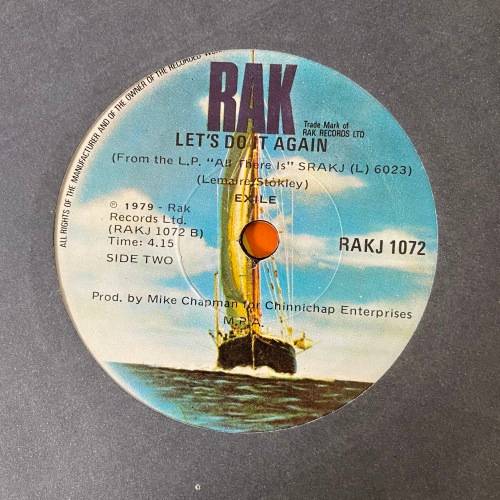 ALL RIGHTS OF THE MANUFACTURER AND OF THE OWNER OF THE RECORDED
RAK
Trade Mark of
RAK RECORDS LTD
LET'S DO IT AGAIN
(From the L.P. "All There Is" SRAKJ (L) 6023)
(Lemaire/Stokley)
EXILE
℗ 1979 - Rak
Records Ltd.
(RAKJ 1072 B)
Time: 4.15
SIDE TWO
RAKJ 1072
Prod. by Mike Chapman for Chinnichap Enterprises
M.P.A.